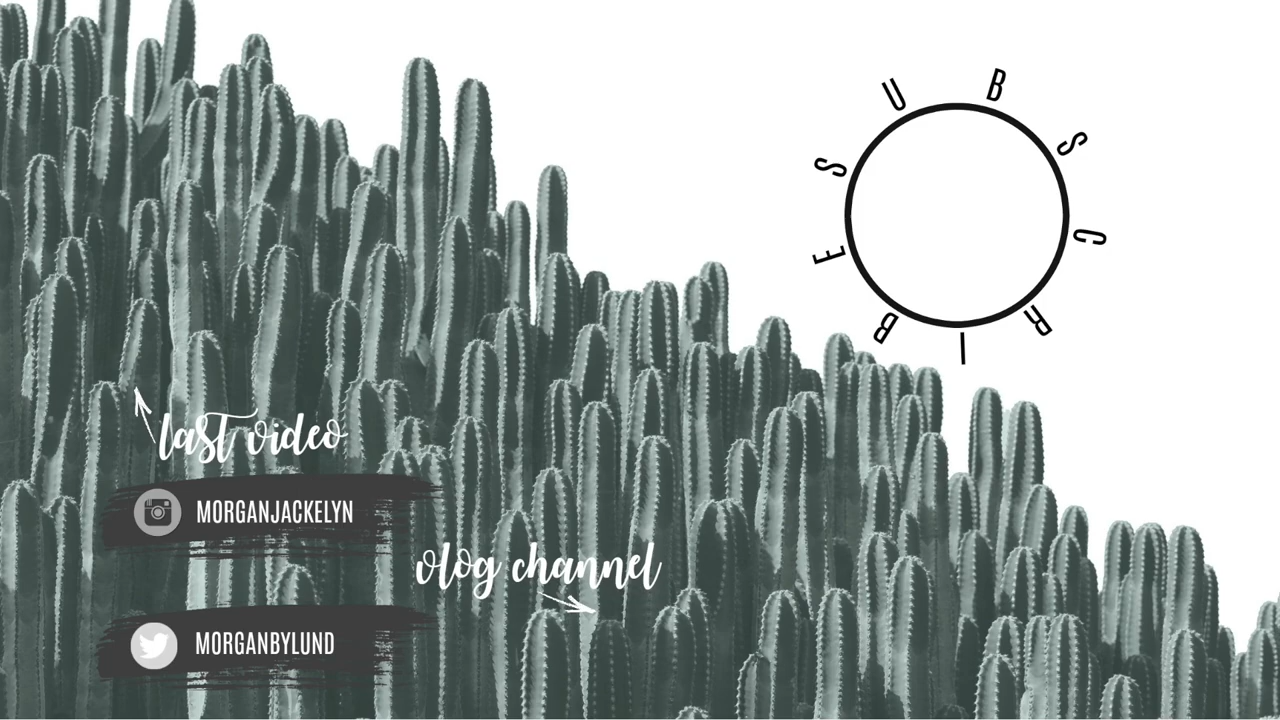 SUBSCRIBE
last video
MORGANJACKELYN
vlog channel
MORGANBYLUND